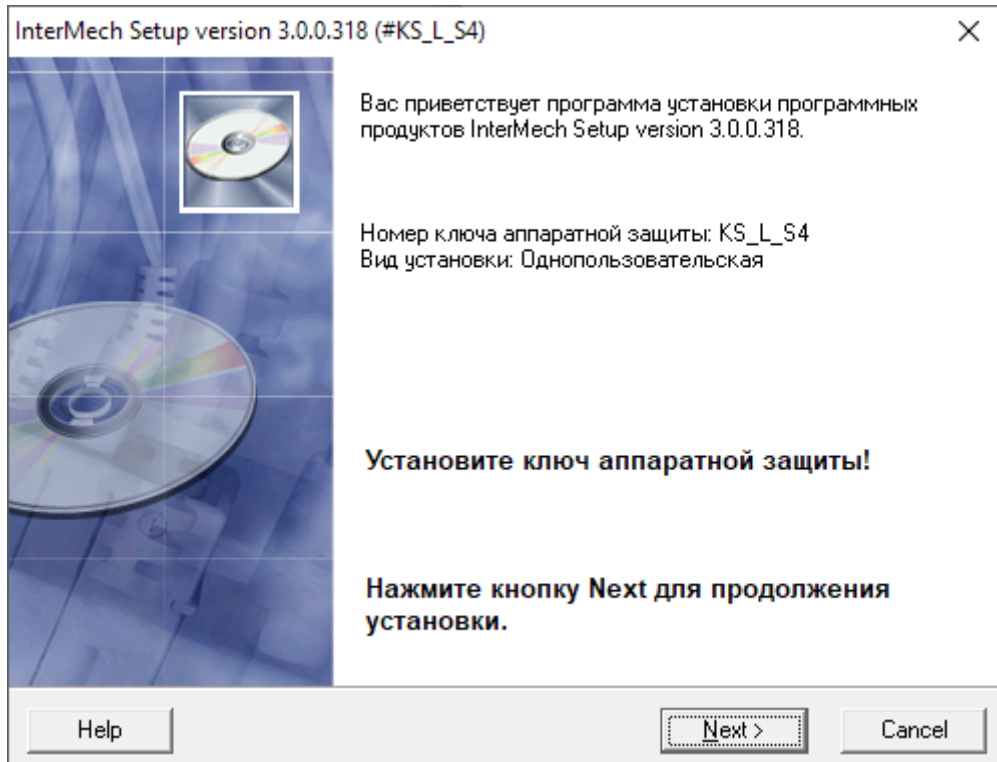 InterMech Setup version 3.0.0.318 (#KS_L_S4)
Вас приветствует программа установки программных
продуктов InterMech Setup version 3.0.0.318.
Номер ключа аппаратной защиты: KS_L_S4
Вид установки: Однопользовательская
Установите ключ аппаратной защиты!
Нажмите кнопку Next для продолжения
установки.
Help
Next >
Cancel